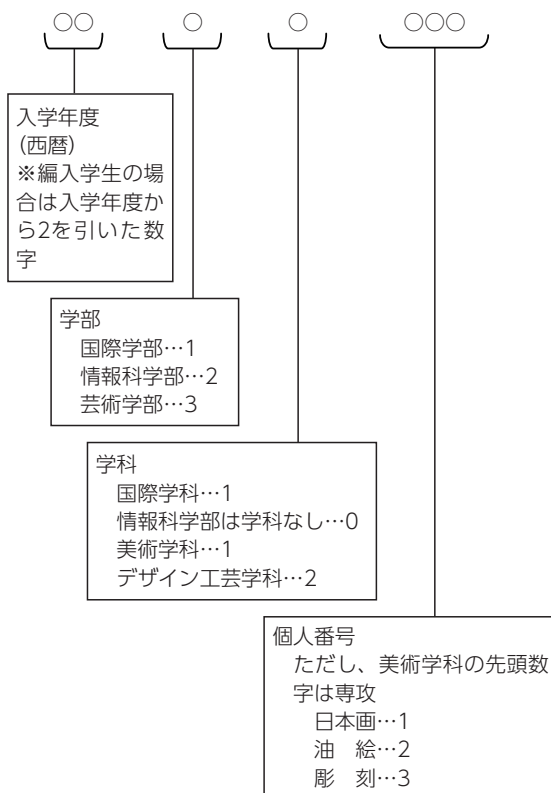 ○○ ○ ○ ○○○
入学年度
(西暦)
※編入学生の場
合は入学年度か
ら2を引いた数
字
学部
国際学部…1
情報科学部…2
芸術学部…3
学科
国際学科…1
情報科学部は学科なし…0
美術学科…1
デザイン工芸学科…2
個人番号
ただし、美術学科の先頭数
字は専攻
日本画…1
油　絵…2
彫　刻…3